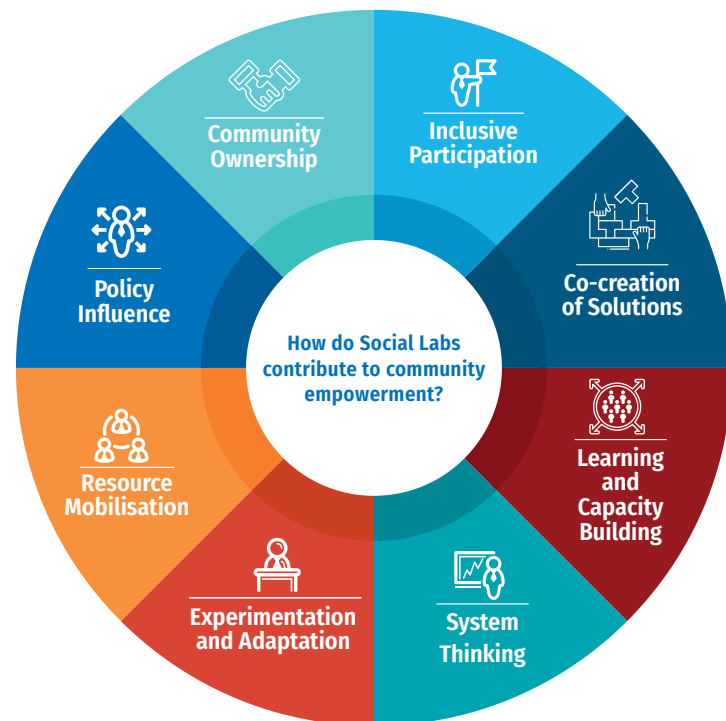 How do Social Labs
contribute to community
empowerment?
Inclusive
Participation
Co-creation
of Solutions
Learning
and
Capacity
Building
System
Thinking
Experimentation
and Adaptation
Resource
Mobilisation
Policy
Influence
Community
Ownership